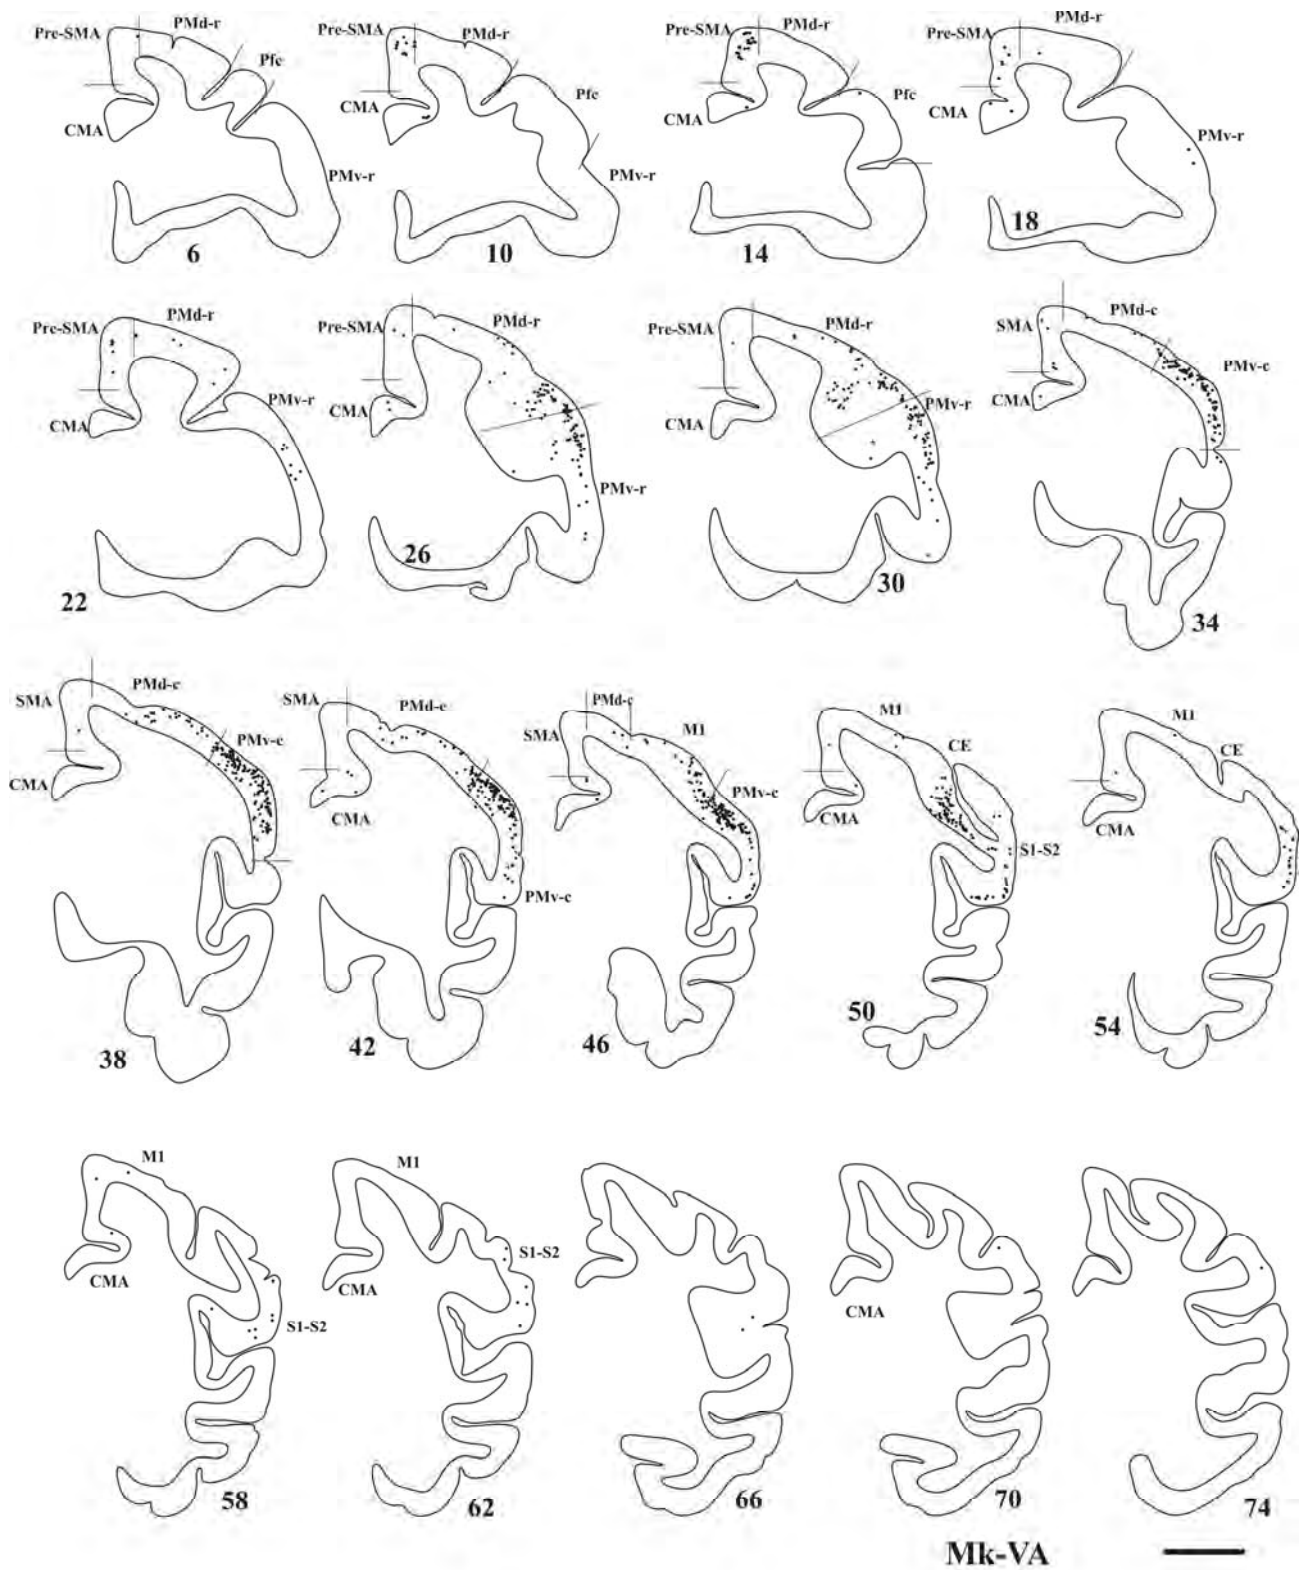 Pre-SMA PMd-r Pfc CMA PMv-r 6
Pre-SMA PMd-r Pfc CMA PMv-r 10
Pre-SMA PMd-r Pfc CMA 14
Pre-SMA PMd-r CMA PMv-r 18
Pre-SMA PMd-r PMv-r CMA 22
Pre-SMA PMd-r CMA PMv-r 26
Pre-SMA PMd-r PMv-r CMA 30
SMA PMd-c PMv-c CMA 34
SMA PMd-c PMv-c CMA 38
SMA PMd-c CMA PMv-c 42
PMd-c SMA M1 PMv-c 46
M1 CE CMA S1-S2 50
M1 CE CMA 54
M1 CMA S1-S2 58
M1 S1-S2 CMA 62
66
CMA 70
74
Mk-VA